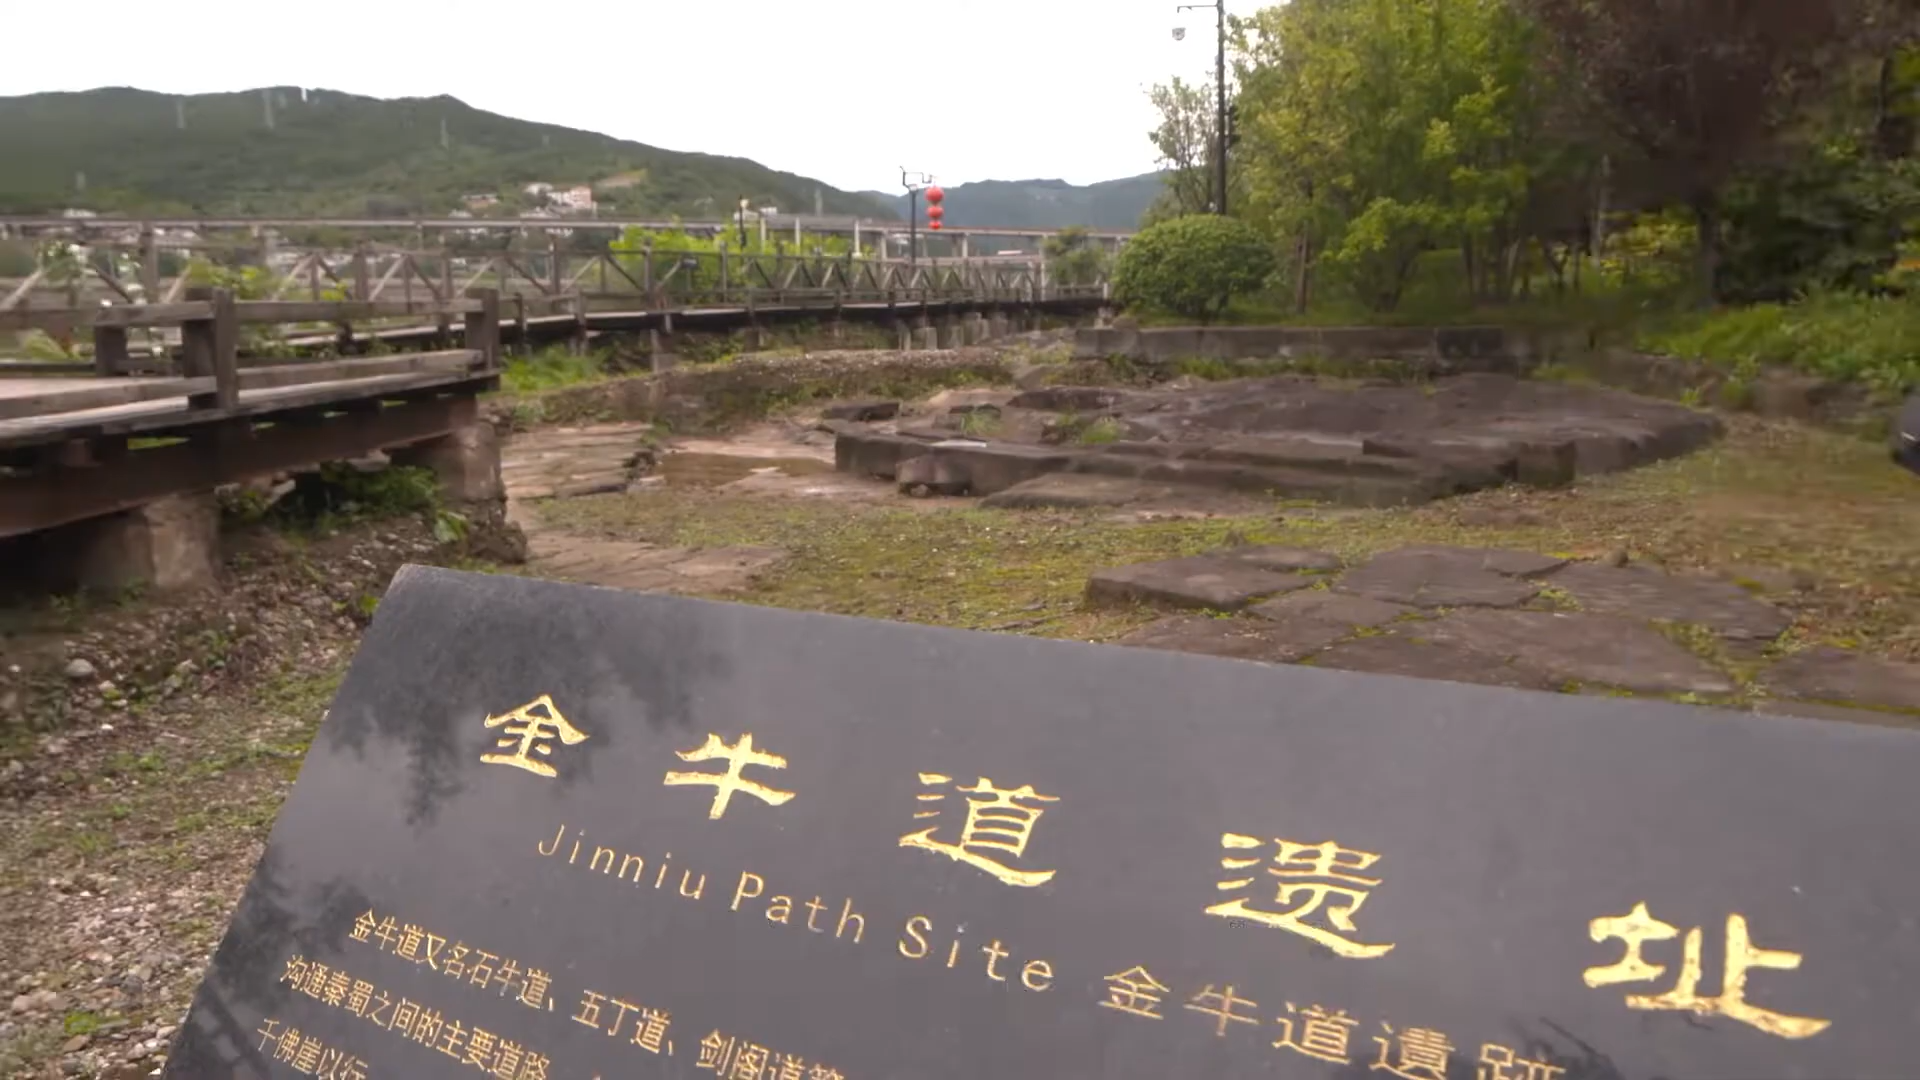 金牛道遗址
Jinniu Path Site 金牛道遺跡
金牛道又名石牛道、五丁道、剑阁道等
沟通秦蜀之间的主要道路
千佛崖以行